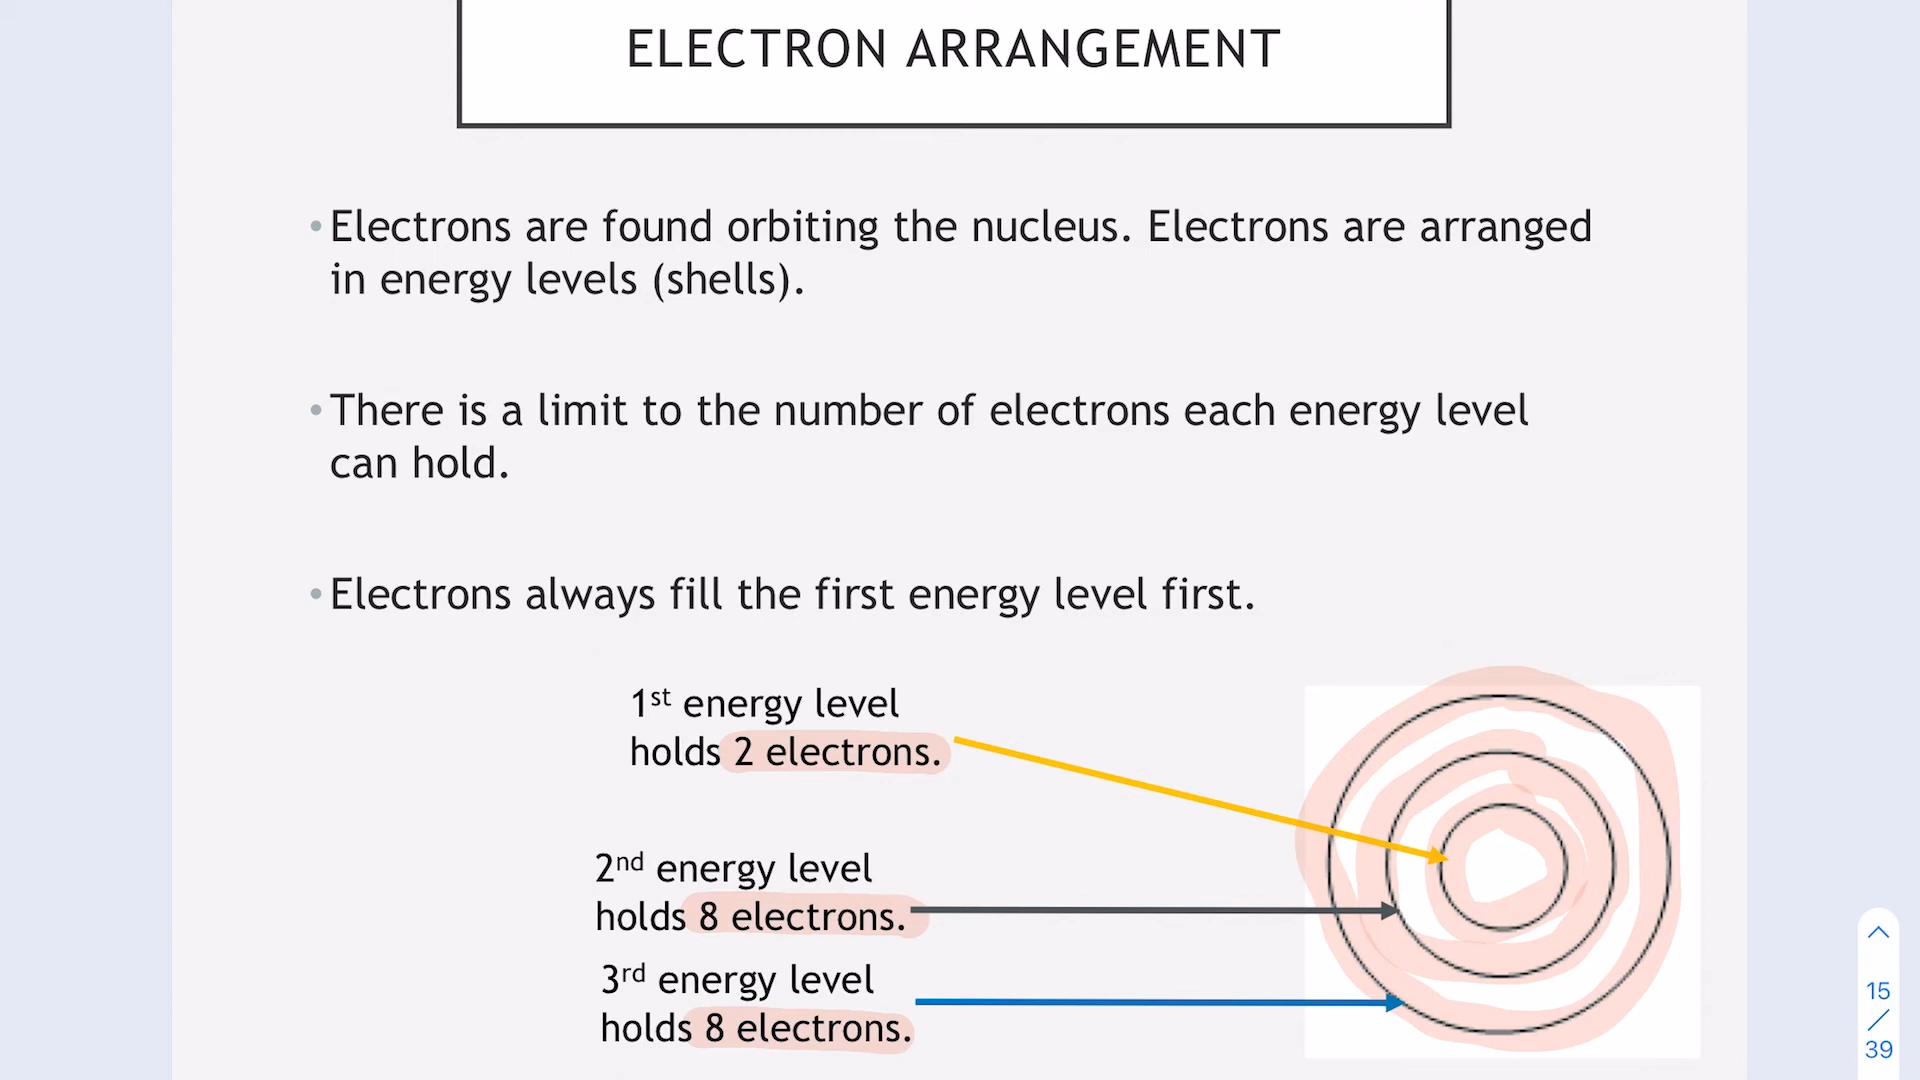 ELECTRON ARRANGEMENT
• Electrons are found orbiting the nucleus. Electrons are arranged
in energy levels (shells).
• There is a limit to the number of electrons each energy level
can hold.
• Electrons always fill the first energy level first.
1st energy level
holds 2 electrons.
2nd energy level
holds 8 electrons.
3rd energy level
holds 8 electrons.
15
/
39